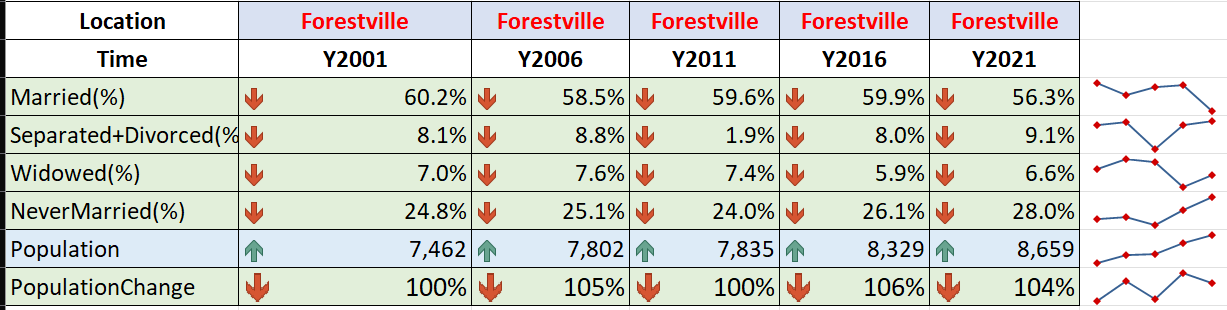 Location Forestville Forestville Forestville Forestville Forestville
Time Y2001 Y2006 Y2011 Y2016 Y2021
Married(%) 60.2% 58.5% 59.6% 59.9% 56.3%
Separated+Divorced(% 8.1% 8.8% 1.9% 8.0% 9.1%
Widowed(%) 7.0% 7.6% 7.4% 5.9% 6.6%
NeverMarried(%) 24.8% 25.1% 24.0% 26.1% 28.0%
Population 7,462 7,802 7,835 8,329 8,659
PopulationChange 100% 105% 100% 106% 104%